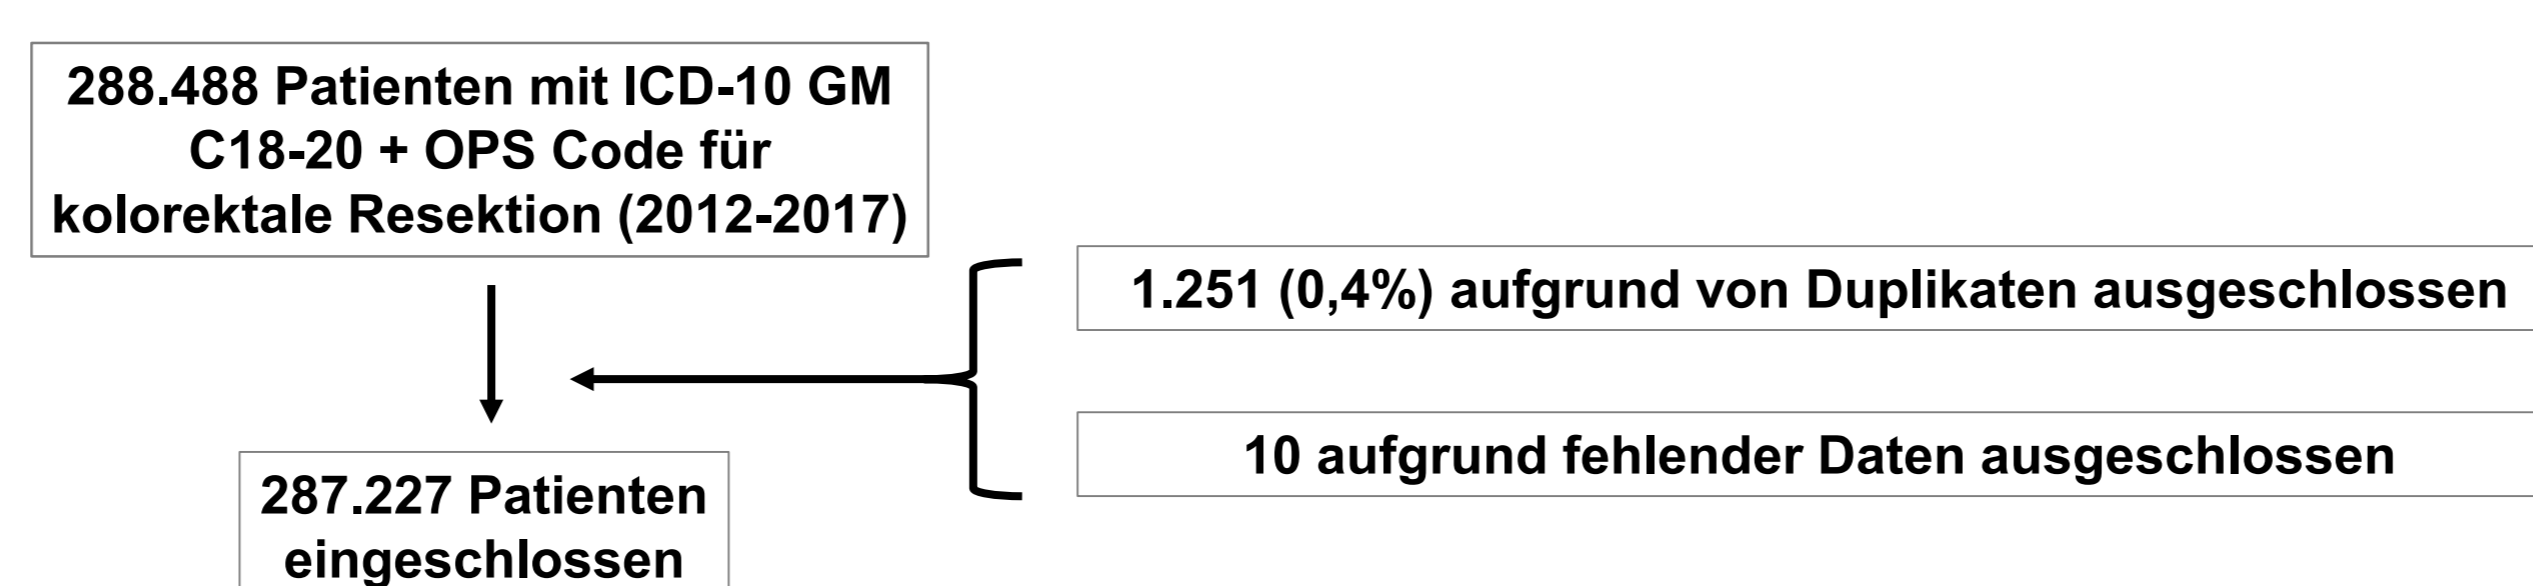 288.488 Patienten mit ICD-10 GM
C18-20 + OPS Code für
kolorektale Resektion (2012-2017)
1.251 (0,4%) aufgrund von Duplikaten ausgeschlossen
10 aufgrund fehlender Daten ausgeschlossen
287.227 Patienten
eingeschlossen